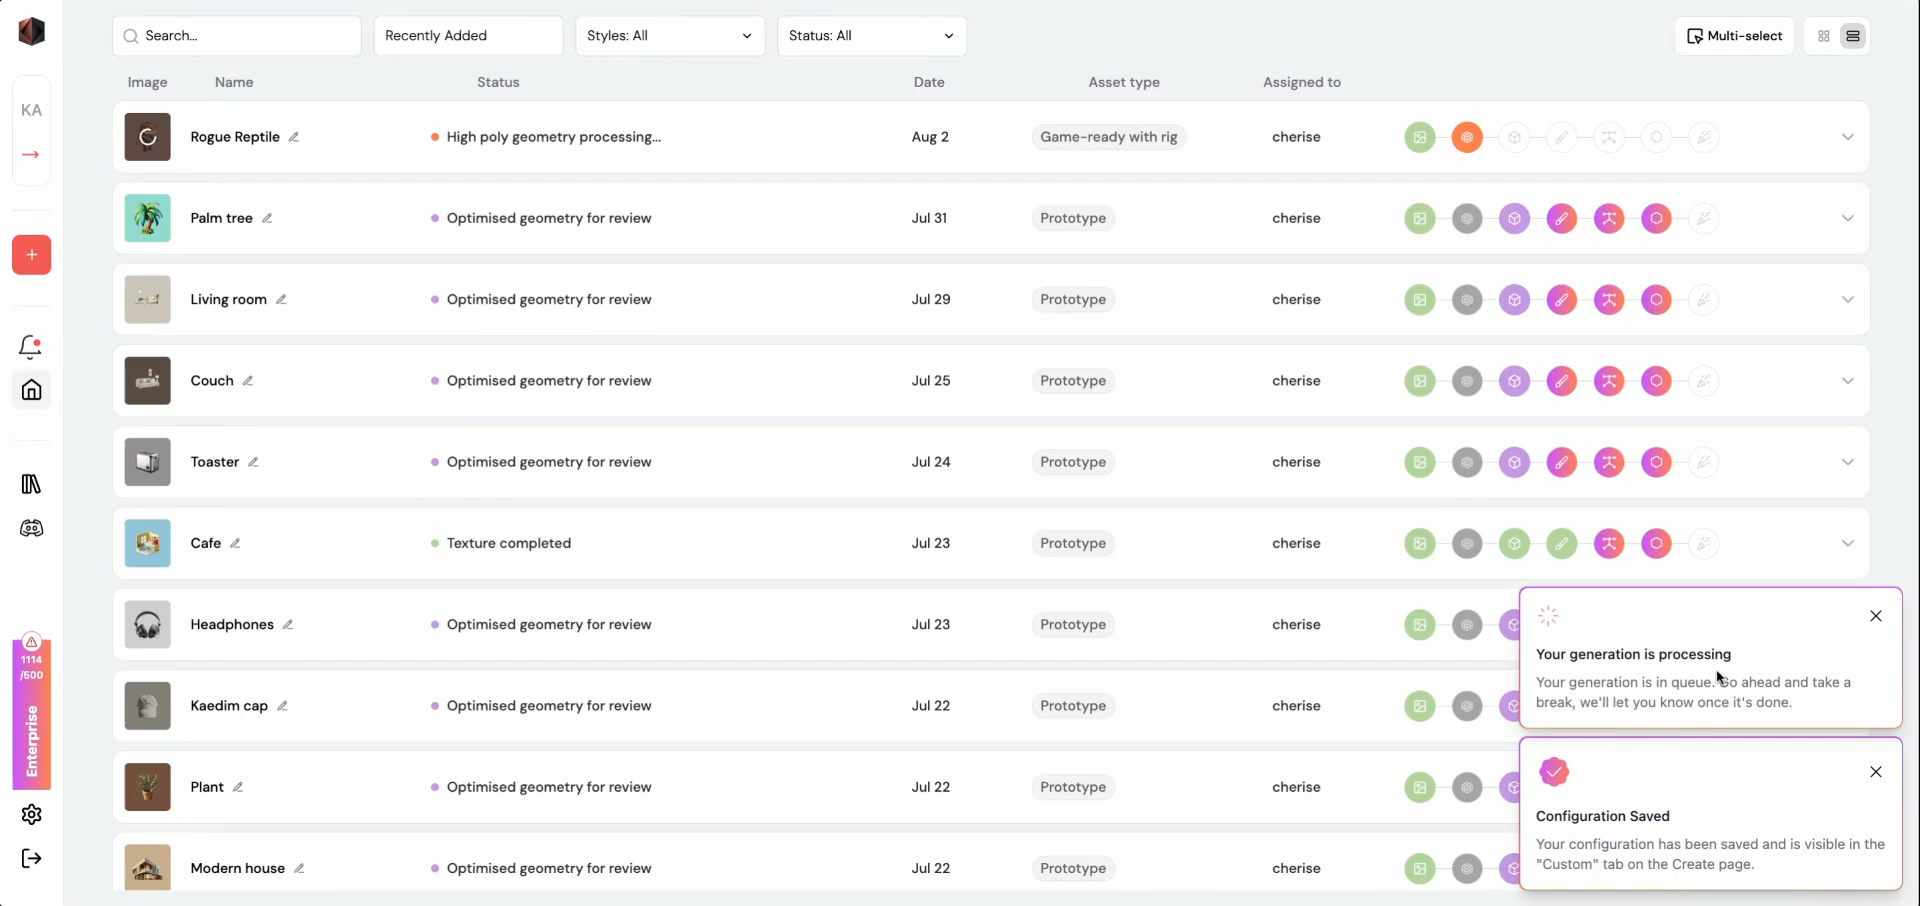 Search...
Recently Added
Styles: All
Status: All
Multi-select
KA
Image
Name
Status
Date
Asset type
Assigned to
Rogue Reptile
High poly geometry processing...
Aug 2
Game-ready with rig
cherise
Palm tree
Optimised geometry for review
Jul 31
Prototype
cherise
Living room
Optimised geometry for review
Jul 29
Prototype
cherise
Couch
Optimised geometry for review
Jul 25
Prototype
cherise
Toaster
Optimised geometry for review
Jul 24
Prototype
cherise
Cafe
Texture completed
Jul 23
Prototype
cherise
Headphones
Optimised geometry for review
Jul 23
Prototype
cherise
Kaedim cap
Optimised geometry for review
Jul 22
Prototype
cherise
Plant
Optimised geometry for review
Jul 22
Prototype
cherise
Modern house
Optimised geometry for review
Jul 22
Prototype
cherise
1114
/500
Enterprise
Your generation is processing
Your generation is in queue. Go ahead and take a
break, we'll let you know once it's done.
Configuration Saved
Your configuration has been saved and is visible in the
"Custom" tab on the Create page.